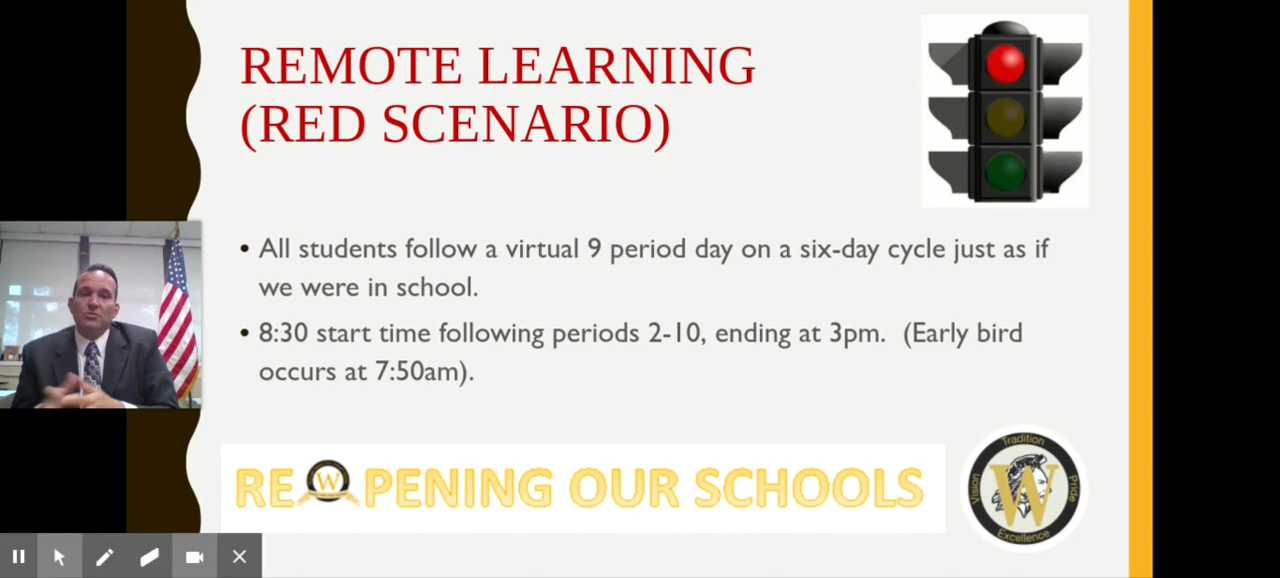 REMOTE LEARNING
(RED SCENARIO)
• All students follow a virtual 9 period day on a six-day cycle just as if
we were in school.
• 8:30 start time following periods 2-10, ending at 3pm. (Early bird
occurs at 7:50am).
RE W PENING OUR SCHOOLS
Tradition
Vision
W
Pride
Excellence